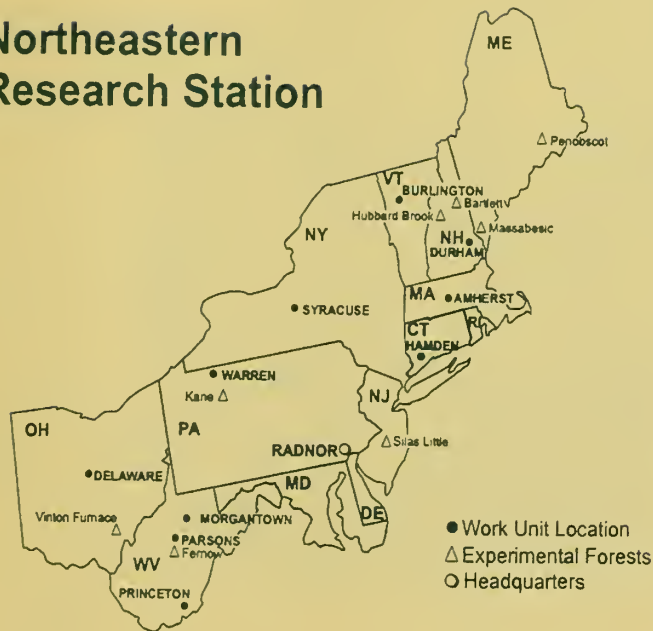 Northeastern
Research Station
ME
Penobscot
VT
BURLINGTON
Bartlett
Hubbard Brook
Massabesic
NY
NH
DURHAM
MA
AMHERST
SYRACUSE
CT
RI
HAMDEN
WARREN
Kane
NJ
OH
PA
Silas Little
RADNOR
DELAWARE
MD
DE
Vinton Furnace
MORGANTOWN
PARSONS
Fernow
WV
PRINCETON
Work Unit Location
Experimental Forests
Headquarters